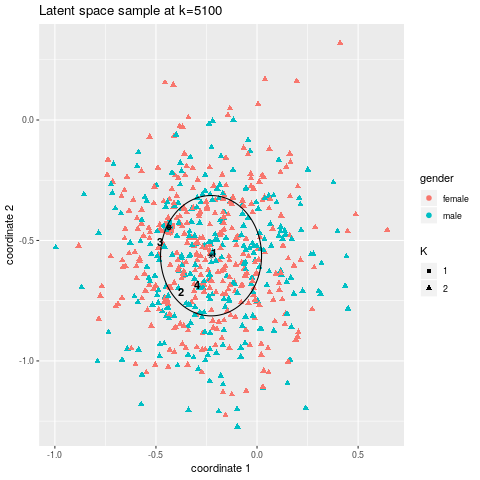 Latent space sample at k=5100
0.0
-0.5
-1.0
-1.0
-0.5
0.0
0.5
coordinate 1
coordinate 2
1
3
2
4
gender
female
male
K
1
2